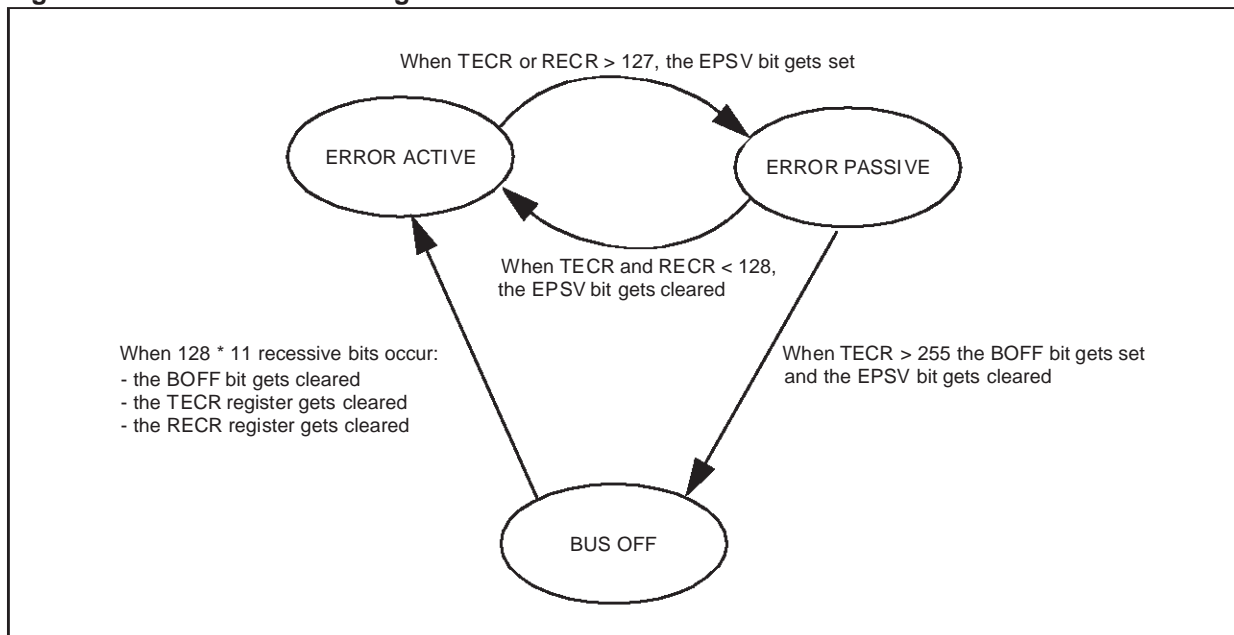 When TECR or RECR > 127, the EPSV bit gets set
ERROR ACTIVE
ERROR PASSIVE
When TECR and RECR < 128,
the EPSV bit gets cleared
When 128 * 11 recessive bits occur:
- the BOFF bit gets cleared
- the TECR register gets cleared
- the RECR register gets cleared
When TECR > 255 the BOFF bit gets set
and the EPSV bit gets cleared
BUS OFF